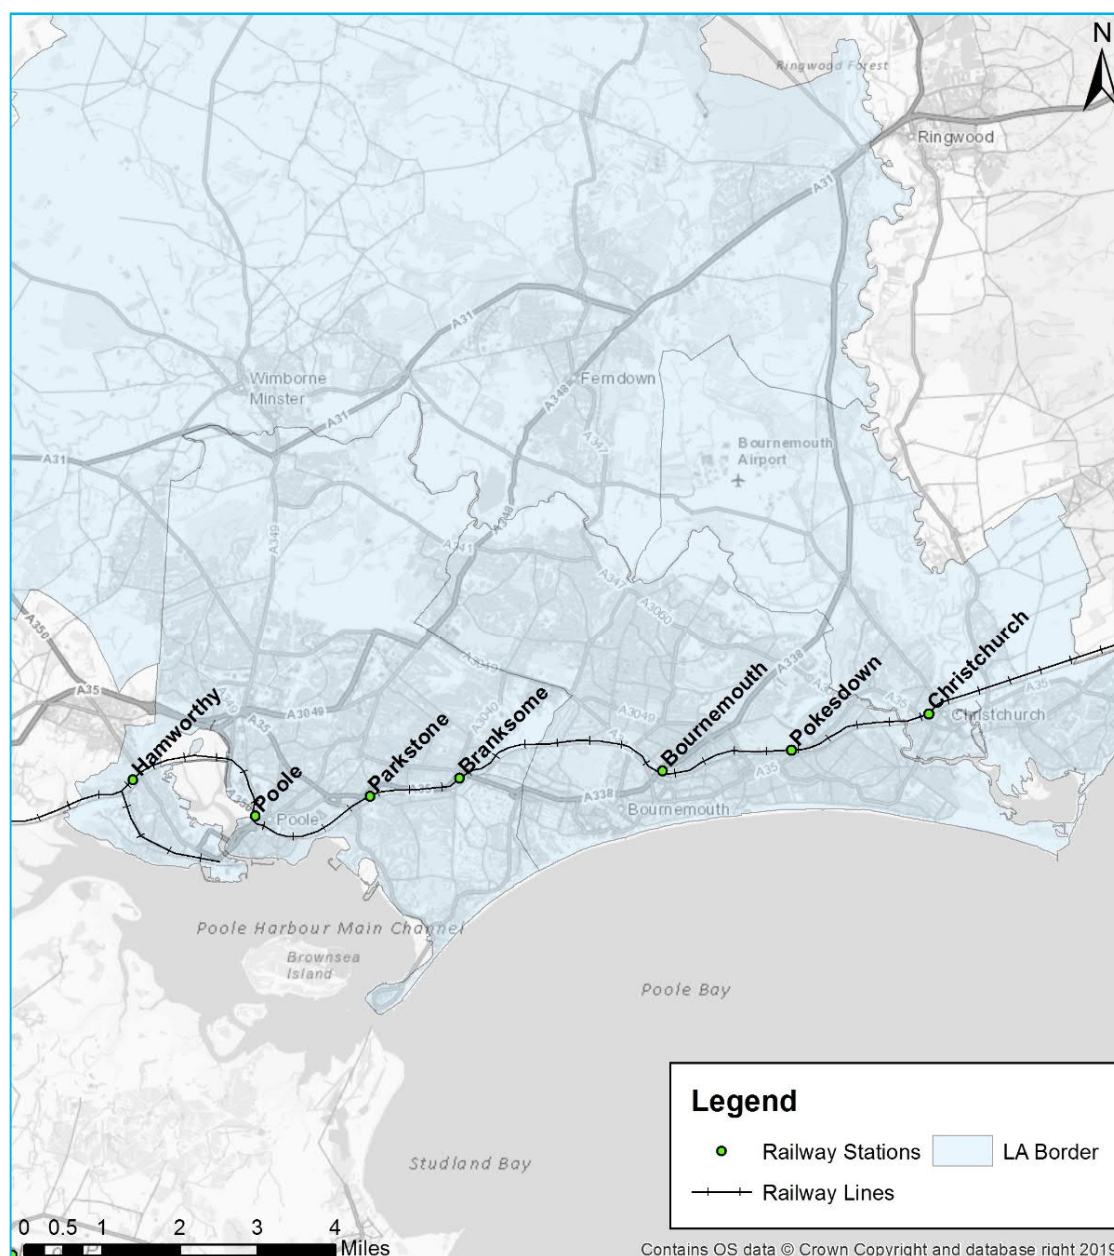 N
Ringwood Forest
Ringwood
A31
A31
Wimborne
Minster
Ferndown
A348
A31
A31
A347
Bournemouth
Airport
A349
A348
A341
A347
A3060
A350
A338
A35
A3049
A3049
A3040
A3049
A35
A35
A35
Hamworthy
Poole
Parkstone
Branksome
Bournemouth
Pokesdown
Christchurch
Christchurch
A350
Poole
A338
A35
Bournemouth
Poole Harbour Main Channel
Brownsea
Island
Poole Bay
Studland Bay
Legend
Railway Stations
LA Border
Railway Lines
0 0.5 1 2 3 4
Miles
Contains OS data © Crown Copyright and database right 2019